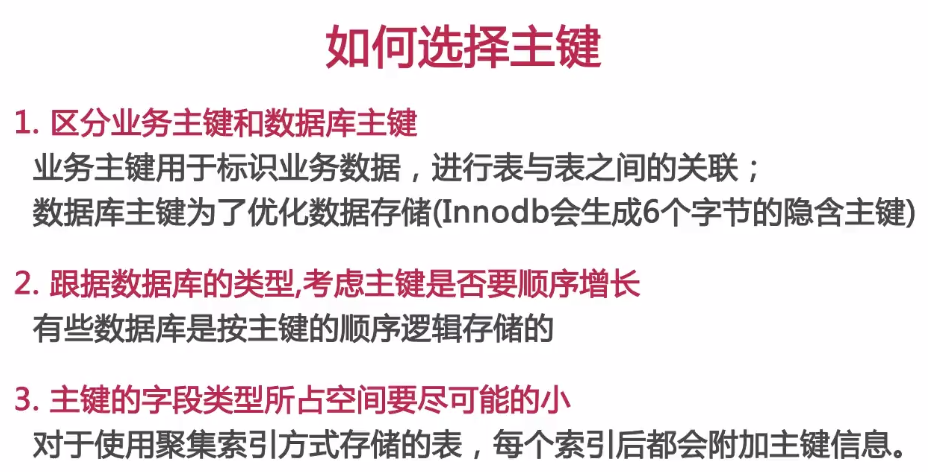 如何选择主键
1. 区分业务主键和数据库主键
业务主键用于标识业务数据，进行表与表之间的关联；
数据库主键为了优化数据存储(Innodb会生成6个字节的隐含主键)
2. 跟据数据库的类型,考虑主键是否要顺序增长
有些数据库是按主键的顺序逻辑存储的
3. 主键的字段类型所占空间要尽可能的小
对于使用聚集索引方式存储的表，每个索引后都会附加主键信息。